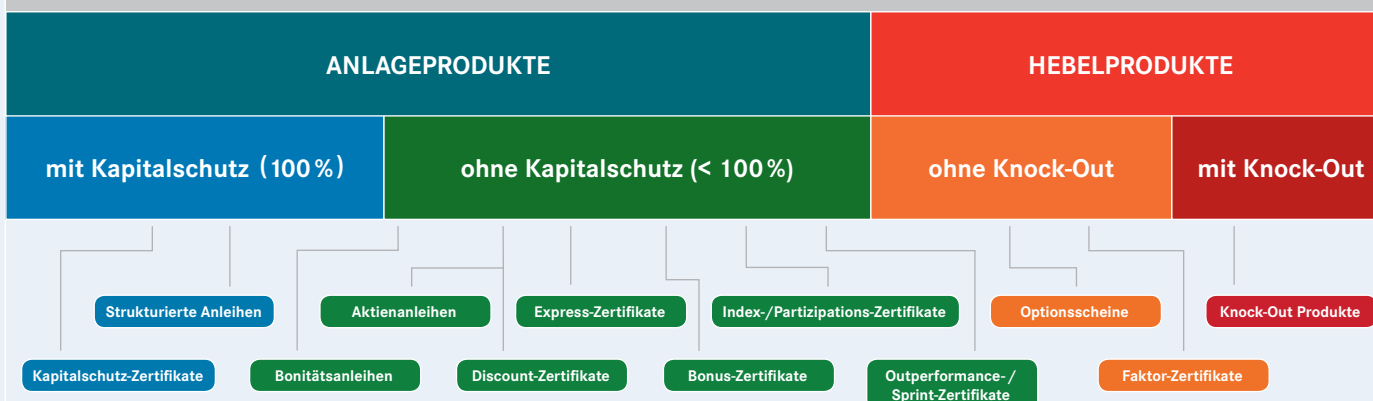 ANLAGEPRODUKTE
HEBELPRODUKTE
mit Kapitalschutz (100 %)
ohne Kapitalschutz (< 100 %)
ohne Knock-Out
mit Knock-Out
Strukturierte Anleihen
Aktienanleihen
Express-Zertifikate
Index-/Partizipations-Zertifikate
Optionsscheine
Knock-Out Produkte
Kapitalschutz-Zertifikate
Bonitätsanleihen
Discount-Zertifikate
Bonus-Zertifikate
Outperformance-/
Sprint-Zertifikate
Faktor-Zertifikate